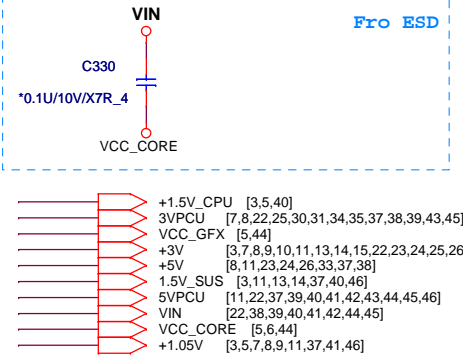 VIN
Fro ESD
C330
*0.1U/10V/X7R_4
VCC_CORE
+1.5V_CPU [3,5,40]
3VPCU [7,8,22,25,30,31,34,35,37,38,39,43,45]
VCC_GFX [5,44]
+3V [3,7,8,9,10,11,13,14,15,22,23,24,25,26
+5V [8,11,23,24,26,33,37,38]
1.5V_SUS [3,11,13,14,37,40,46]
5VPCU [11,22,37,39,40,41,42,43,44,45,46]
VIN [22,38,39,40,41,42,44,45]
VCC_CORE [5,6,44]
+1.05V [3,5,7,8,9,11,37,41,46]